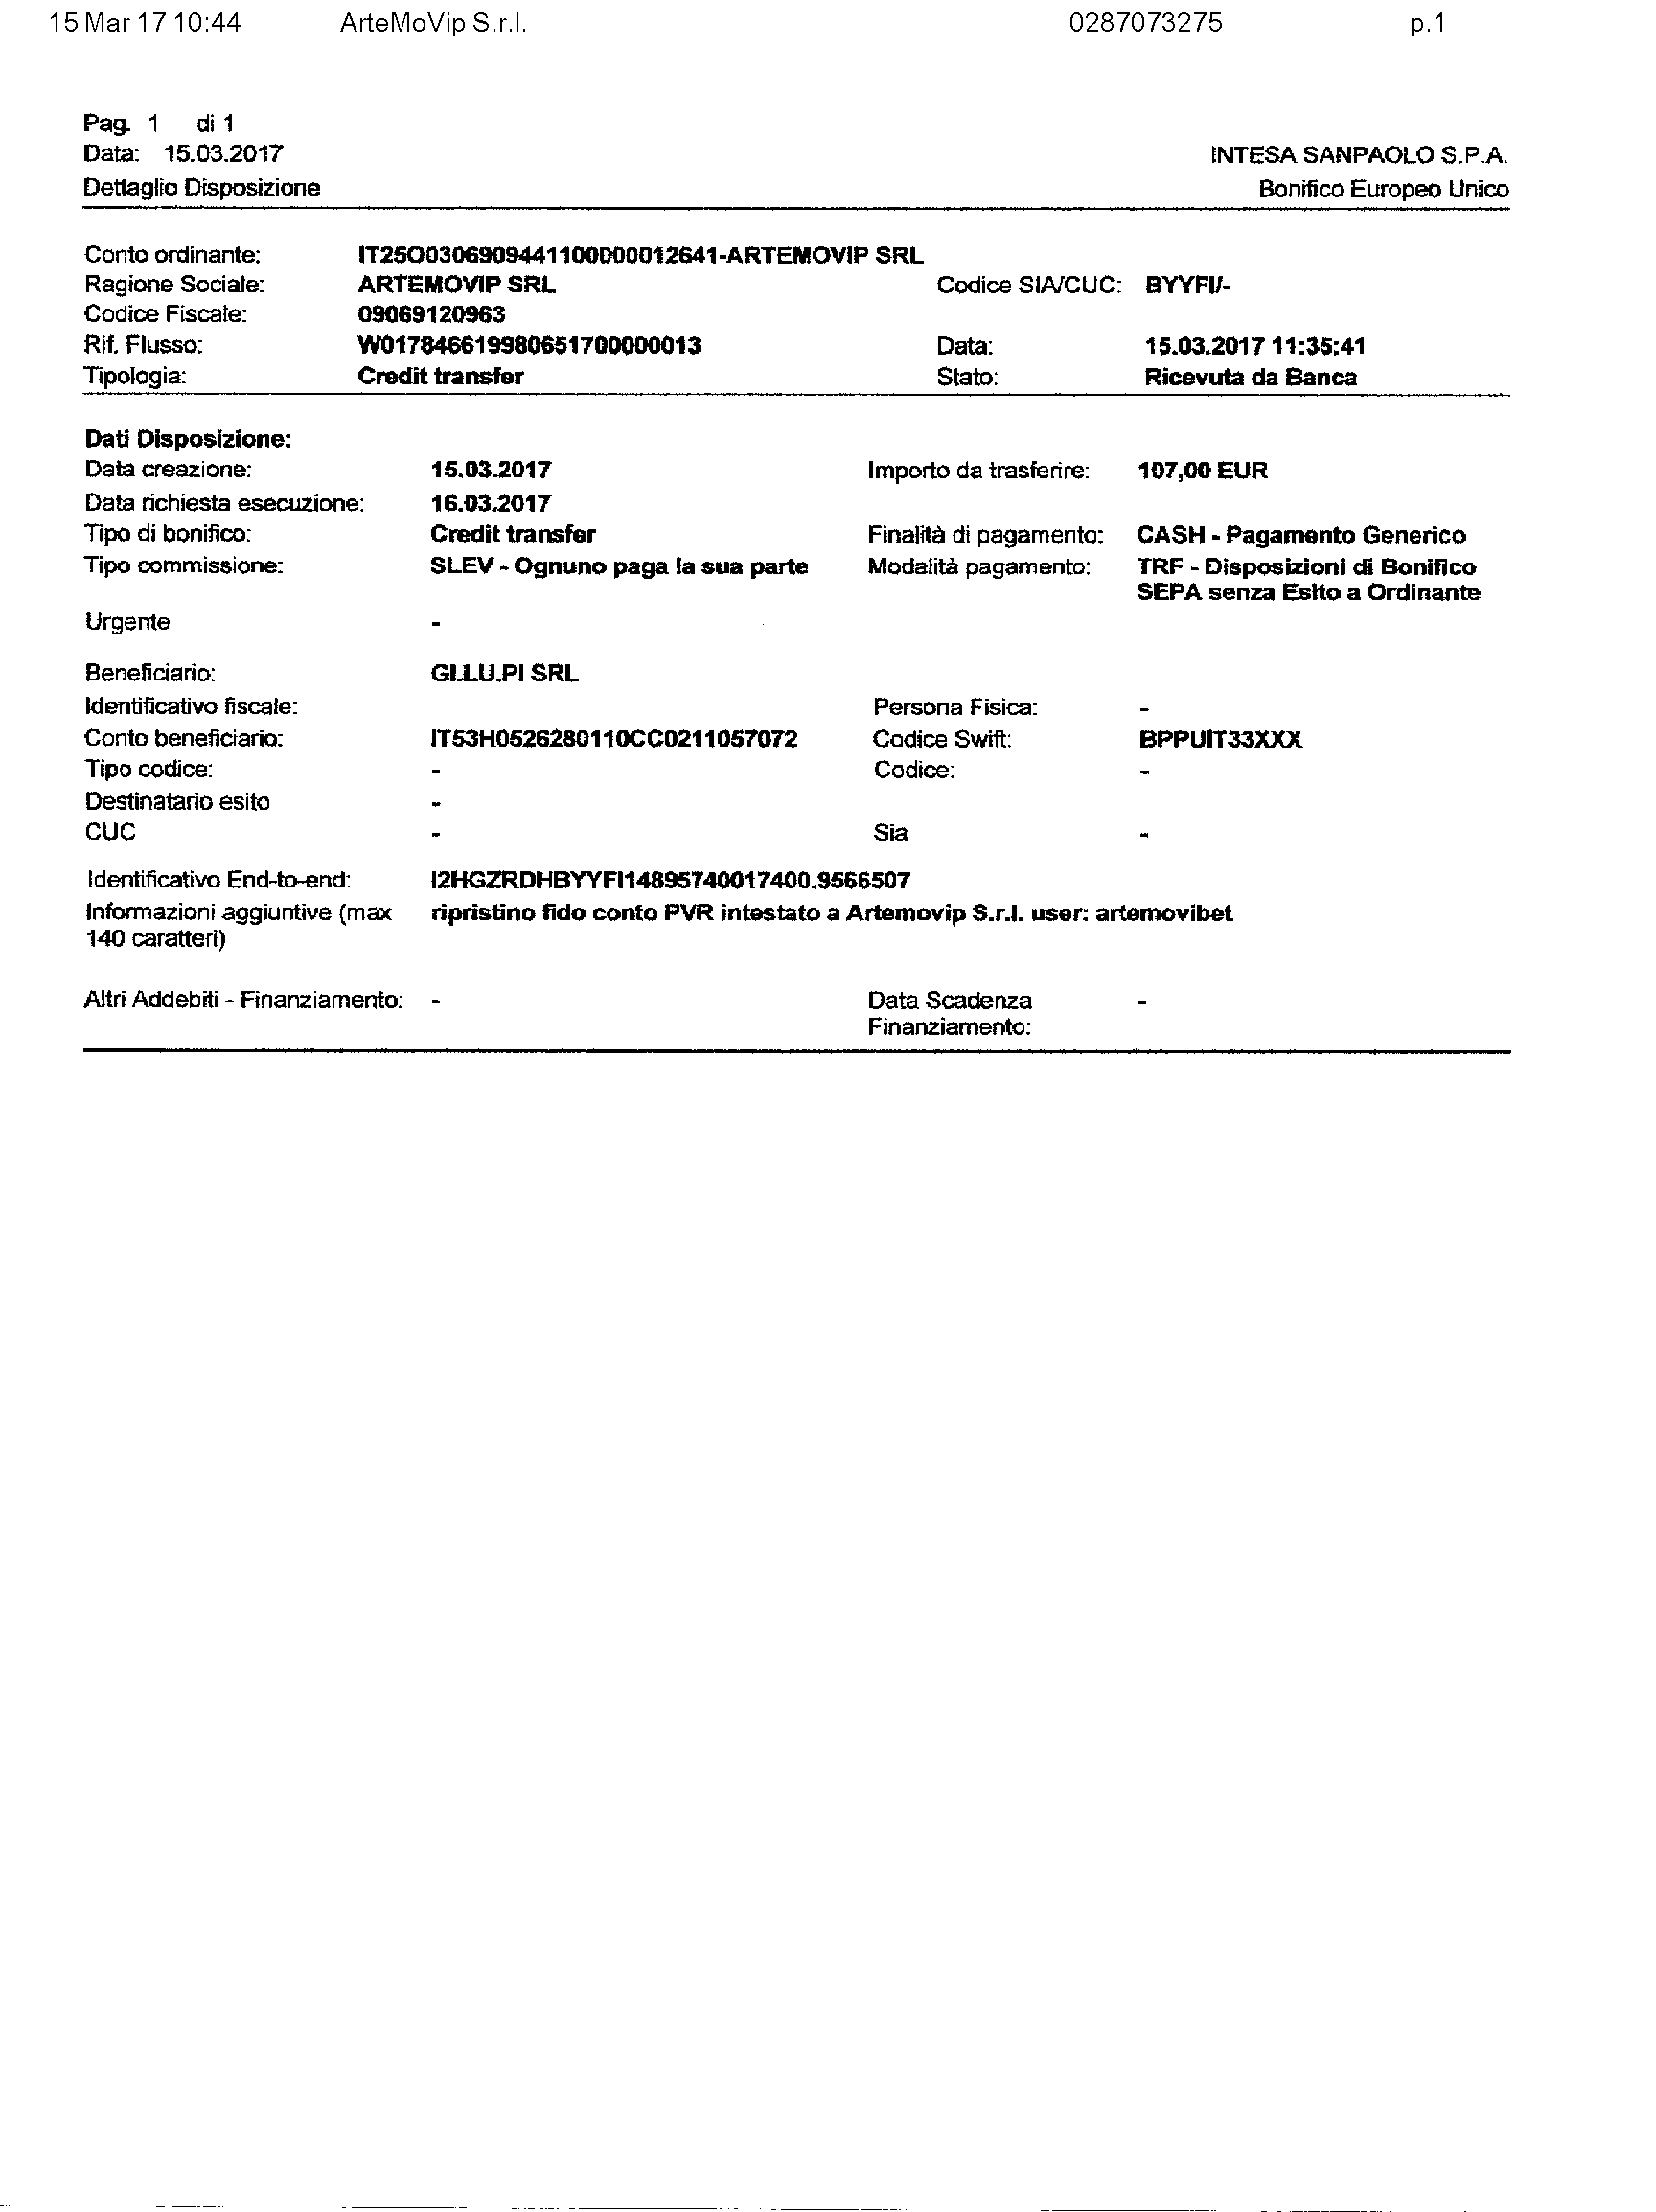 15 Mar 17 10:44 ArteMoVip S.r.l. 0287073275 p.1
Pag. 1 di 1
Data: 15.03.2017 INTESA SANPAOLO S.P.A.
Dettaglio Disposizione Bonifico Europeo Unico
Conto ordinante: IT25O0306909441100000012641-ARTEMOVIP SRL
Ragione Sociale: ARTEMOVIP SRL Codice SIA/CUC: BYYFI/-
Codice Fiscale: 09069120963
Rif. Flusso: W017846619980651700000013 Data: 15.03.2017 11:35:41
Tipologia: Credit transfer Stato: Ricevuta da Banca
Dati Disposizione:
Data creazione: 15.03.2017 Importo da trasferire: 107,00 EUR
Data richiesta esecuzione: 16.03.2017
Tipo di bonifico: Credit transfer Finalità di pagamento: CASH - Pagamento Generico
Tipo commissione: SLEV - Ognuno paga la sua parte Modalità pagamento: TRF - Disposizioni di Bonifico
SEPA senza Esito a Ordinante
Urgente -
Beneficiario: GI.LU.PI SRL
Identificativo fiscale: Persona Fisica: -
Conto beneficiario: IT53H0526280110CC0211057072 Codice Swift: BPPUIT33XXX
Tipo codice: - Codice: -
Destinatario esito -
CUC - Sia -
Identificativo End-to-end: I2HGZRDHBYYFI14895740017400.9566507
Informazioni aggiuntive (max ripristino fido conto PVR intestato a Artemovip S.r.l. user: artemovibet
140 caratteri)
Altri Addebiti - Finanziamento: - Data Scadenza -
Finanziamento: